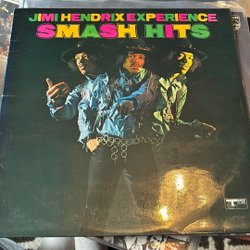 JIMI HENDRIX EXPERIENCE
SMASH HITS